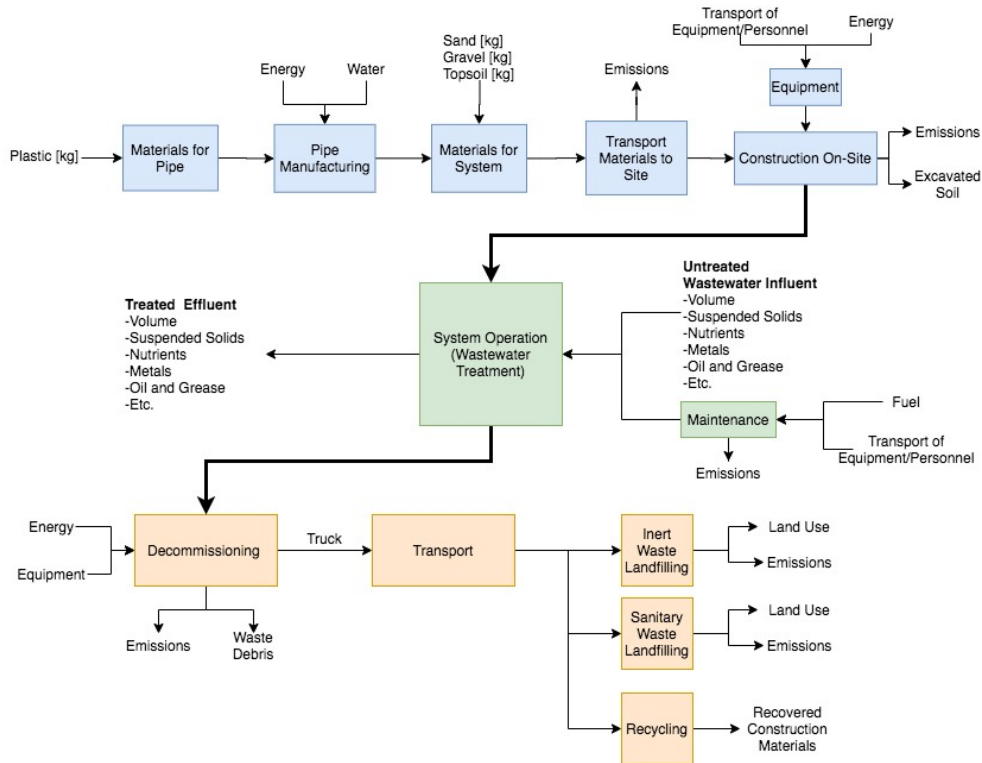 Transport of
Equipment/Personnel
Energy
Sand [kg]
Gravel [kg]
Topsoil [kg]
Energy
Water
Emissions
Equipment
Plastic [kg]
Materials for
Pipe
Pipe
Manufacturing
Materials for
System
Transport
Materials to
Site
Construction On-Site
Emissions
Excavated
Soil
Untreated
Wastewater Influent
-Volume
-Suspended Solids
-Nutrients
-Metals
-Oil and Grease
-Etc.
Treated Effluent
-Volume
-Suspended Solids
-Nutrients
-Metals
-Oil and Grease
-Etc.
System Operation
(Wastewater
Treatment)
Maintenance
Fuel
Transport of
Equipment/Personnel
Emissions
Energy
Equipment
Decommissioning
Truck
Transport
Inert
Waste
Landfilling
Land Use
Emissions
Emissions
Waste
Debris
Sanitary
Waste
Landfilling
Land Use
Emissions
Recycling
Recovered
Construction
Materials